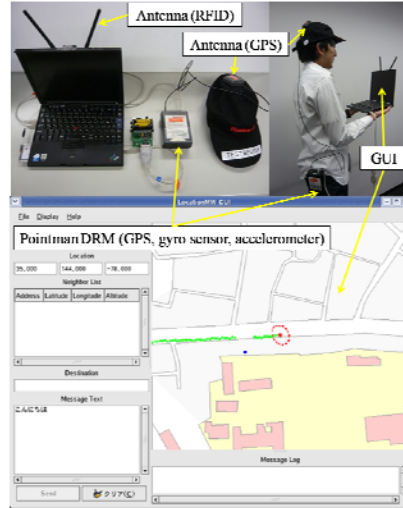 Antenna (RFID)
Antenna (GPS)
GUI
LocationMW GUI
File Display Help
Pointman DRM (GPS, gyro sensor, accelerometer)
Location
35,000 144,000 -78,000
Neighbor List
Address Latitude Longitude Altitude
Destination
Message Text
こんにちは
Message Log
Send クリア(C)